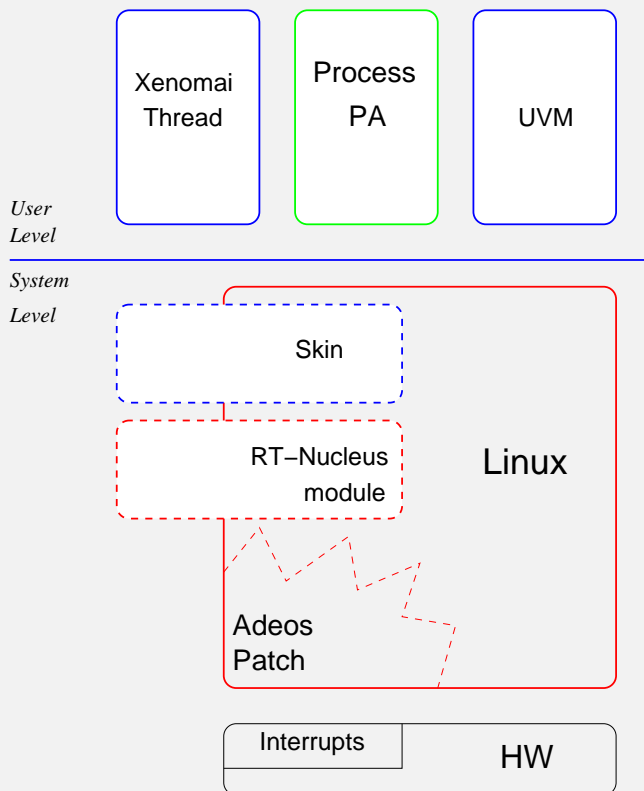 Xenomai
Thread
Process
PA
UVM
User
Level
System
Level
Skin
RT−Nucleus
module
Linux
Adeos
Patch
Interrupts
HW